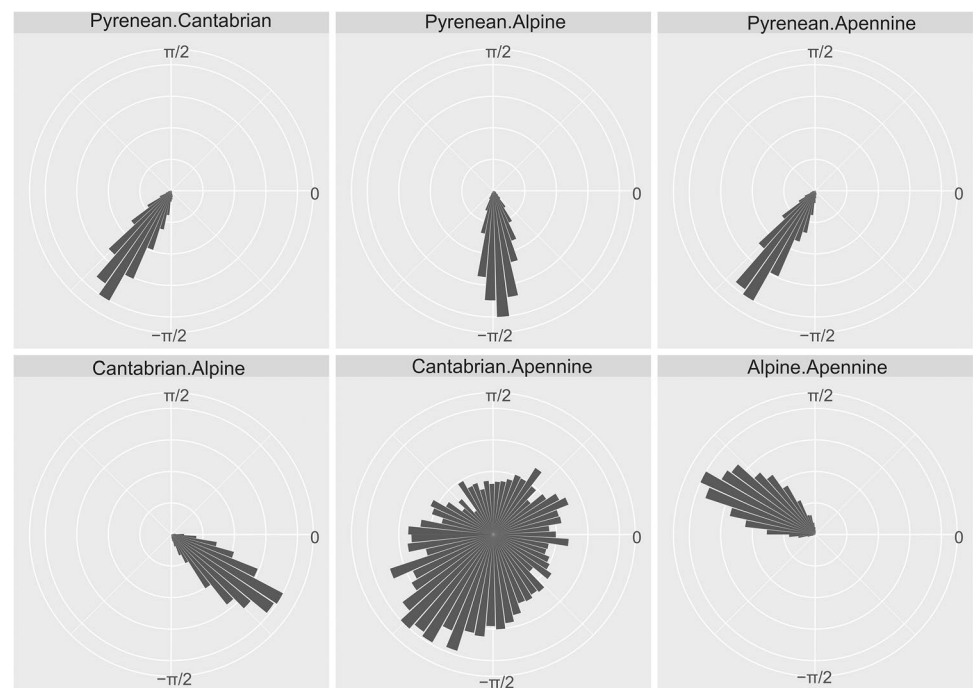 Pyrenean.Cantabrian
Pyrenean.Alpine
Pyrenean.Apennine
π/2
π/2
π/2
0
0
0
−π/2
−π/2
−π/2
Cantabrian.Alpine
Cantabrian.Apennine
Alpine.Apennine
π/2
π/2
π/2
0
0
0
−π/2
−π/2
−π/2